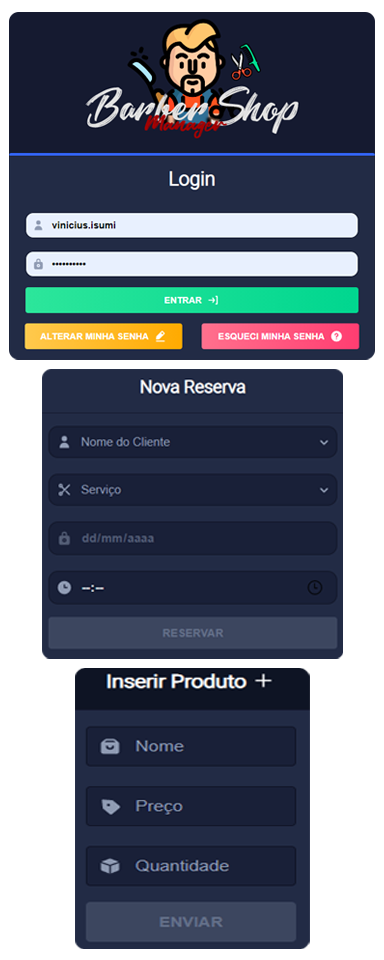 Barber Shop
Manager
Login
vinicius.isumi
••••••••••
ENTRAR
ALTERAR MINHA SENHA
ESQUECI MINHA SENHA ?
Nova Reserva
Nome do Cliente
Serviço
dd/mm/aaaa
--:--
RESERVAR
Inserir Produto +
Nome
Preço
Quantidade
ENVIAR